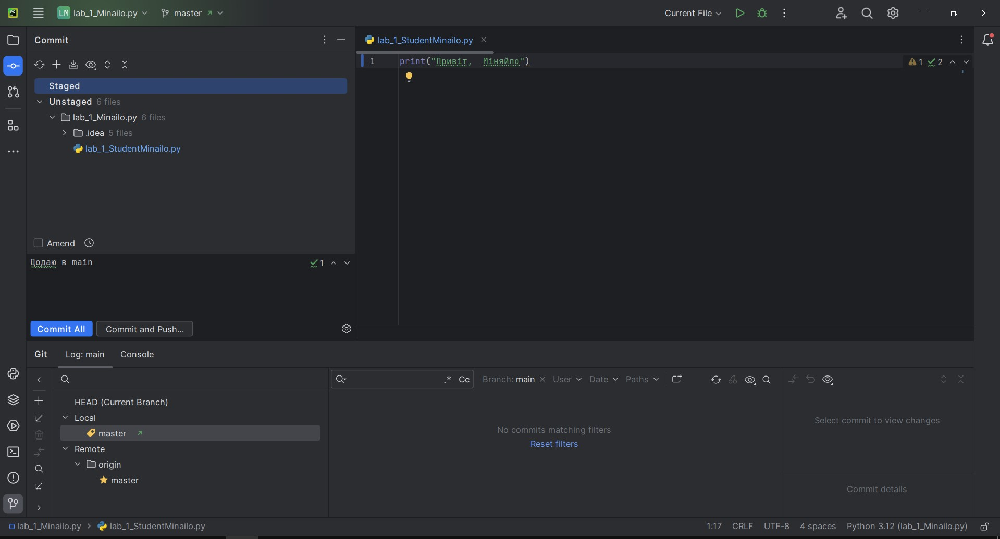 PC
LM lab_1_Minailo.py
master
Current File
Commit
lab_1_StudentMinailo.py
Staged
Unstaged 6 files
lab_1_Minailo.py 6 files
.idea 5 files
lab_1_StudentMinailo.py
Amend
Додаю в main
1
Commit All
Commit and Push...
1
print("Привіт,  Міняйло")
1
2
Git
Log: main
Console
HEAD (Current Branch)
Local
master
Remote
origin
master
.*
Cc
Branch: main
User
Date
Paths
No commits matching filters
Reset filters
Select commit to view changes
Commit details
lab_1_Minailo.py
lab_1_StudentMinailo.py
1:17
CRLF
UTF-8
4 spaces
Python 3.12 (lab_1_Minailo.py)